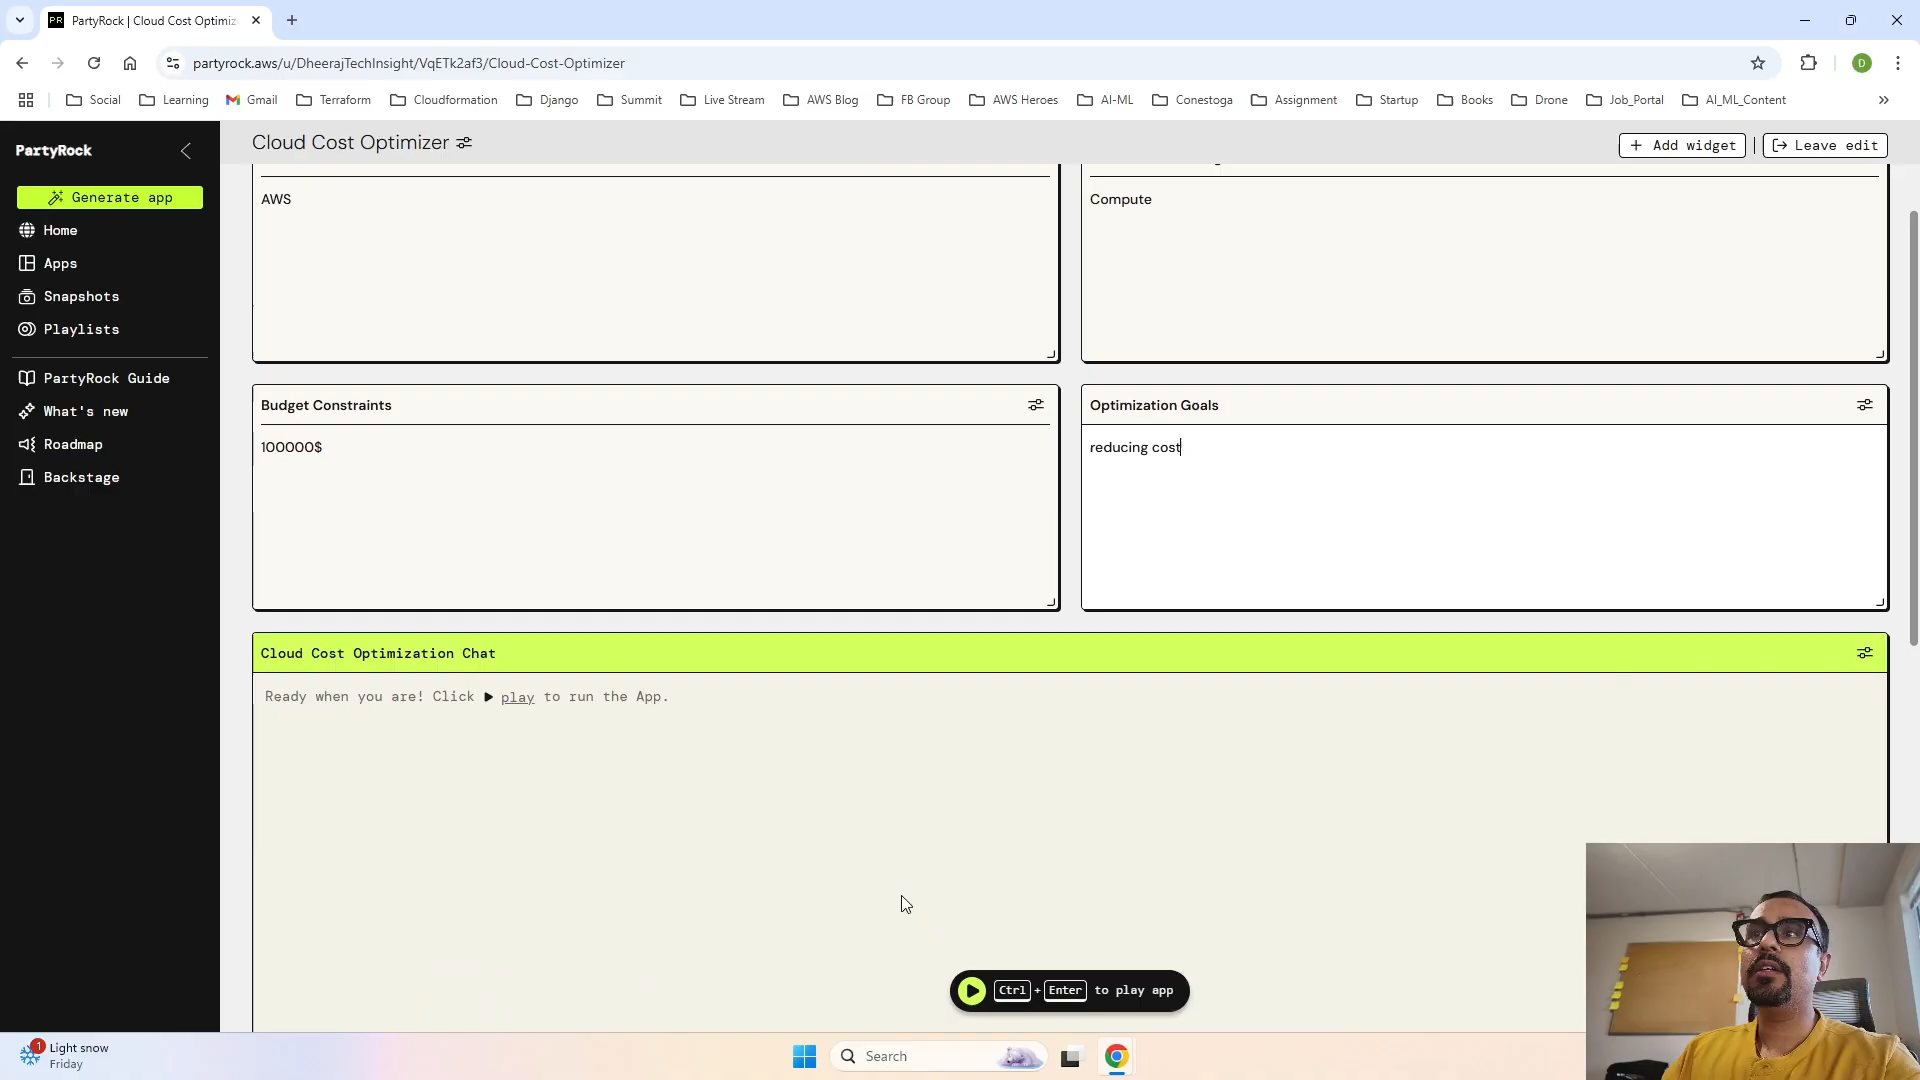 PartyRock | Cloud Cost Optimiz
partyrock.aws/u/DheerajTechInsight/VqETk2af3/Cloud-Cost-Optimizer
D
Social
Learning
Gmail
Terraform
Cloudformation
Django
Summit
Live Stream
AWS Blog
FB Group
AWS Heroes
AI-ML
Conestoga
Assignment
Startup
Books
Drone
Job_Portal
AI_ML_Content
PartyRock
Generate app
Home
Apps
Snapshots
Playlists
PartyRock Guide
What's new
Roadmap
Backstage
Cloud Cost Optimizer
+ Add widget
Leave edit
AWS
Compute
Budget Constraints
100000$
Optimization Goals
reducing cost
Cloud Cost Optimization Chat
Ready when you are! Click ▶ play to run the App.
Ctrl + Enter to play app
1
Light snow
Friday
Search